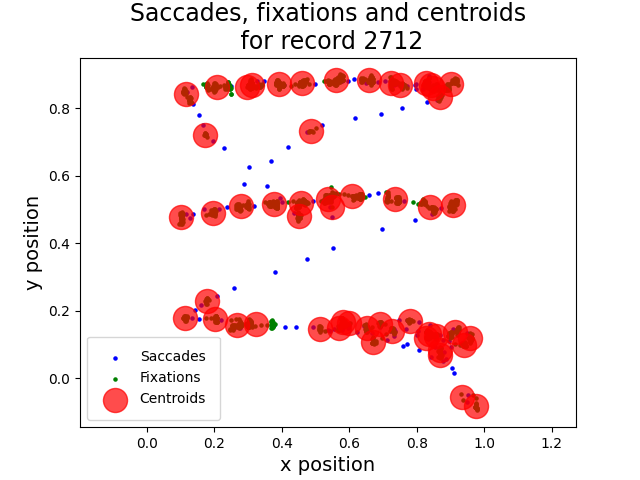 Saccades, fixations and centroids
for record 2712
y position
0.8
0.6
0.4
0.2
0.0
Saccades
Fixations
Centroids
0.0 0.2 0.4 0.6 0.8 1.0 1.2
x position